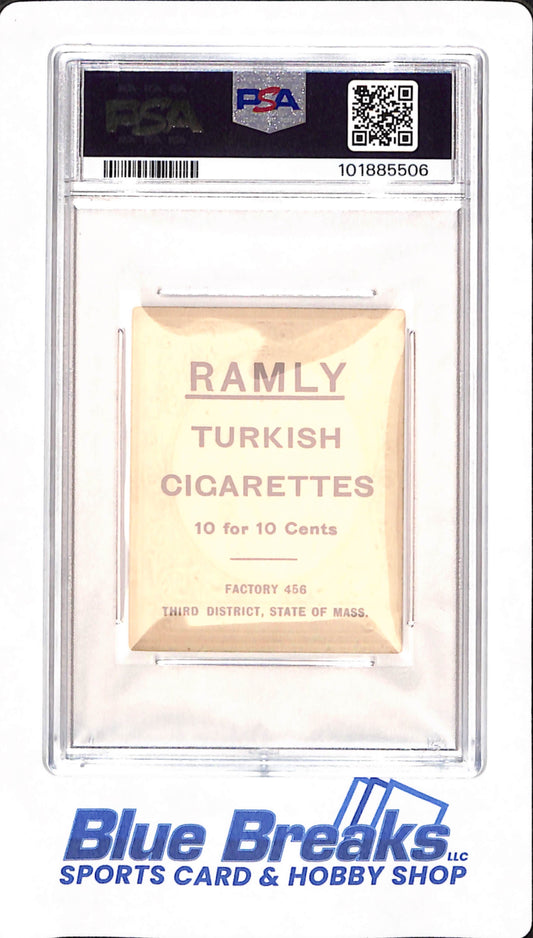 PSA
PSA
101885506
RAMLY
TURKISH
CIGARETTES
10 for 10 Cents
FACTORY 456
THIRD DISTRICT, STATE OF MASS.
Blue Breaks LLC
SPORTS CARD & HOBBY SHOP